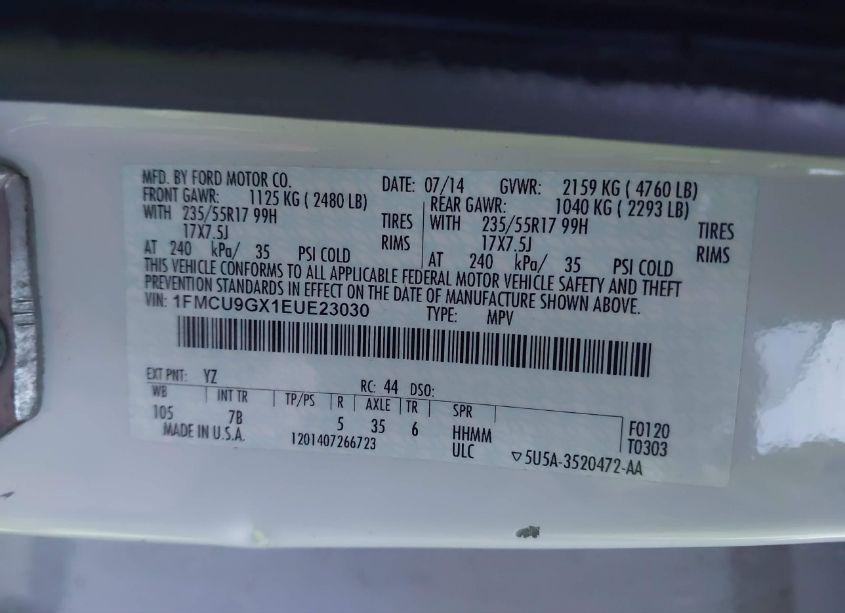 MFD. BY FORD MOTOR CO. DATE: 07/14 GVWR: 2159 KG ( 4760 LB)
FRONT GAWR: 1125 KG ( 2480 LB) REAR GAWR: 1040 KG ( 2293 LB)
WITH 235/55R17 99H TIRES WITH 235/55R17 99H TIRES
17X7.5J RIMS 17X7.5J RIMS
AT 240 kPa/ 35 PSI COLD AT 240 kPa/ 35 PSI COLD
THIS VEHICLE CONFORMS TO ALL APPLICABLE FEDERAL MOTOR VEHICLE SAFETY AND THEFT
PREVENTION STANDARDS IN EFFECT ON THE DATE OF MANUFACTURE SHOWN ABOVE.
VIN: 1FMCU9GX1EUE23030 TYPE: MPV
EXT PNT: YZ RC: 44 DSO:
WB INT TR TP/PS R AXLE TR SPR
105 7B 5 35 6 HHMM F0120
MADE IN U.S.A. 1201407266723 ULC T0303
▽5U5A-3520472-AA